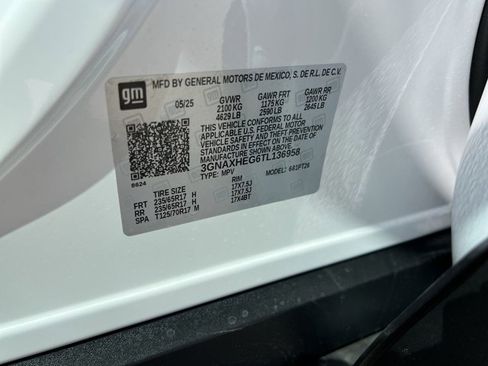 gm
MFD BY GENERAL MOTORS DE MEXICO, S. DE R.L. DE C.V.
05/25 GVWR GAWR FRT GAWR RR
2100 KG 1175 KG 1200 KG
4629 LB 2590 LB 2645 LB
THIS VEHICLE CONFORMS TO ALL
APPLICABLE U.S. FEDERAL MOTOR
VEHICLE SAFETY AND THEFT PREVENTION
STANDARDS IN EFFECT ON THE DATE OF
MANUFACTURE SHOWN ABOVE.
3GNAXHEG6TL136958
TYPE: MPV MODEL: 681PT26
6624
TIRE SIZE RIM
FRT 235/65R17 H 17X7.5J
RR 235/65R17 H 17X7.5J
SPA T125/70R17 M 17X4BT